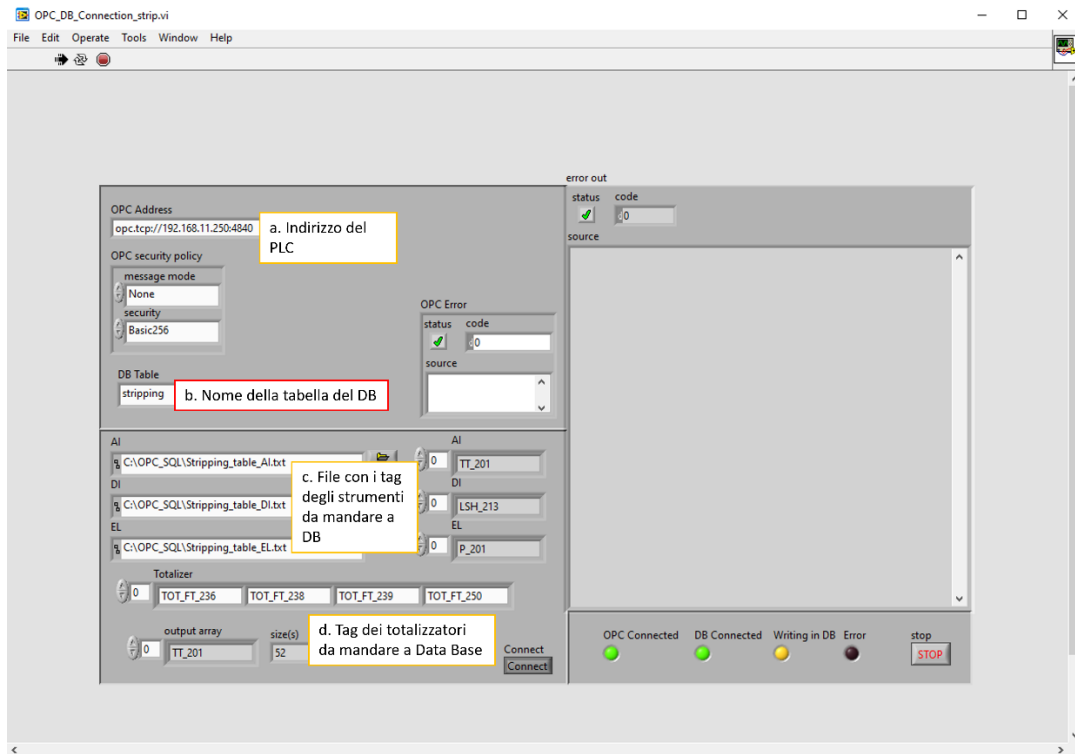 OPC_DB_Connection_strip.vi
File Edit Operate Tools Window Help
OPC Address
opc.tcp://192.168.11.250:4840
a. Indirizzo del
PLC
OPC security policy
message mode
None
security
Basic256
DB Table
stripping
b. Nome della tabella del DB
OPC Error
status code
0
source
AI
C:\OPC_SQL\Stripping_table_AI.txt
DI
C:\OPC_SQL\Stripping_table_DI.txt
EL
C:\OPC_SQL\Stripping_table_EL.txt
c. File con i tag
degli strumenti
da mandare a
DB
AI
0 TT_201
DI
0 LSH_213
EL
0 P_201
Totalizer
0 TOT_FT_236 TOT_FT_238 TOT_FT_239 TOT_FT_250
output array
0 TT_201
size(s)
52
d. Tag dei totalizzatori
da mandare a Data Base
Connect
Connect
error out
status code
d0
source
OPC Connected DB Connected Writing in DB Error stop
STOP